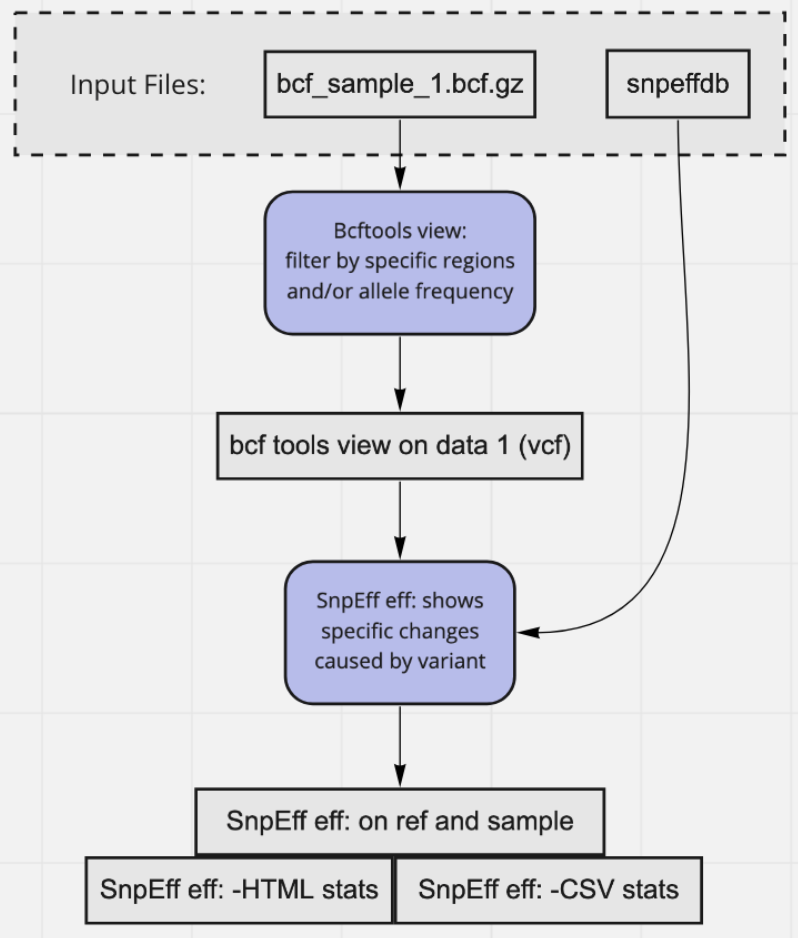 Input Files:
bcf_sample_1.bcf.gz
snpeffdb
Bcftools view:
filter by specific regions
and/or allele frequency
bcf tools view on data 1 (vcf)
SnpEff eff: shows
specific changes
caused by variant
SnpEff eff: on ref and sample
SnpEff eff: -HTML stats
SnpEff eff: -CSV stats